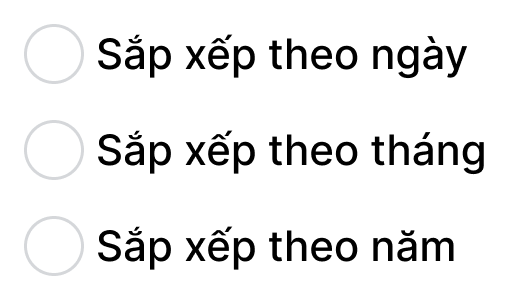 Sắp xếp theo ngày
Sắp xếp theo tháng
Sắp xếp theo năm